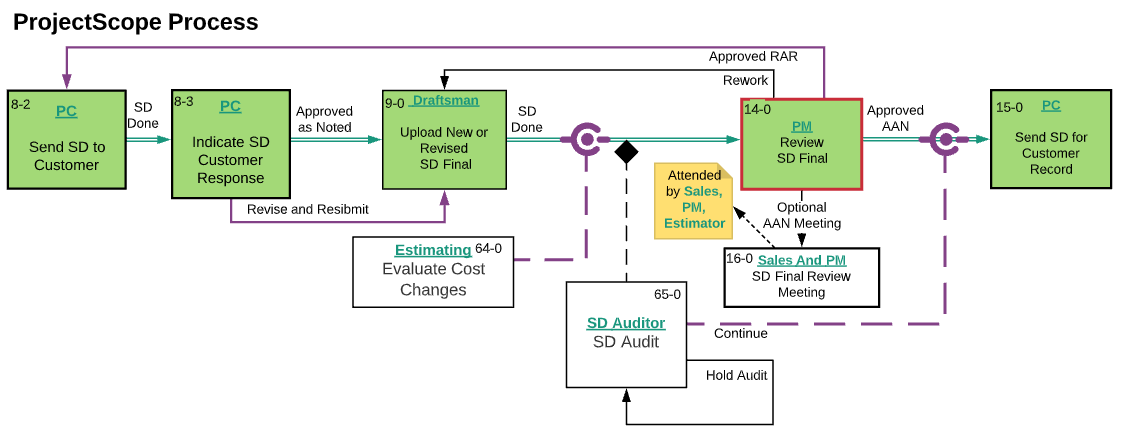 ProjectScope Process
Approved RAR
Rework
8-2
PC
Send SD to
Customer
SD
Done
8-3
PC
Indicate SD
Customer
Response
Approved
as Noted
9-0 Draftsman
Upload New or
Revised
SD Final
SD
Done
14-0
PM
Review
SD Final
Approved
AAN
15-0 PC
Send SD for
Customer
Record
Revise and Resibmit
Attended
by Sales,
PM,
Estimator
Optional
AAN Meeting
Estimating 64-0
Evaluate Cost
Changes
16-0 Sales And PM
SD Final Review
Meeting
65-0
SD Auditor
SD Audit
Continue
Hold Audit